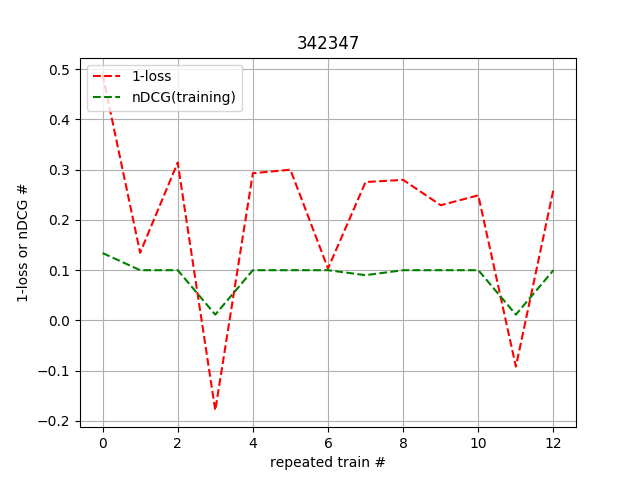 342347
1-loss
nDCG(training)
0.5
0.4
0.3
0.2
0.1
0.0
−0.1
−0.2
1-loss or nDCG #
0 2 4 6 8 10 12
repeated train #